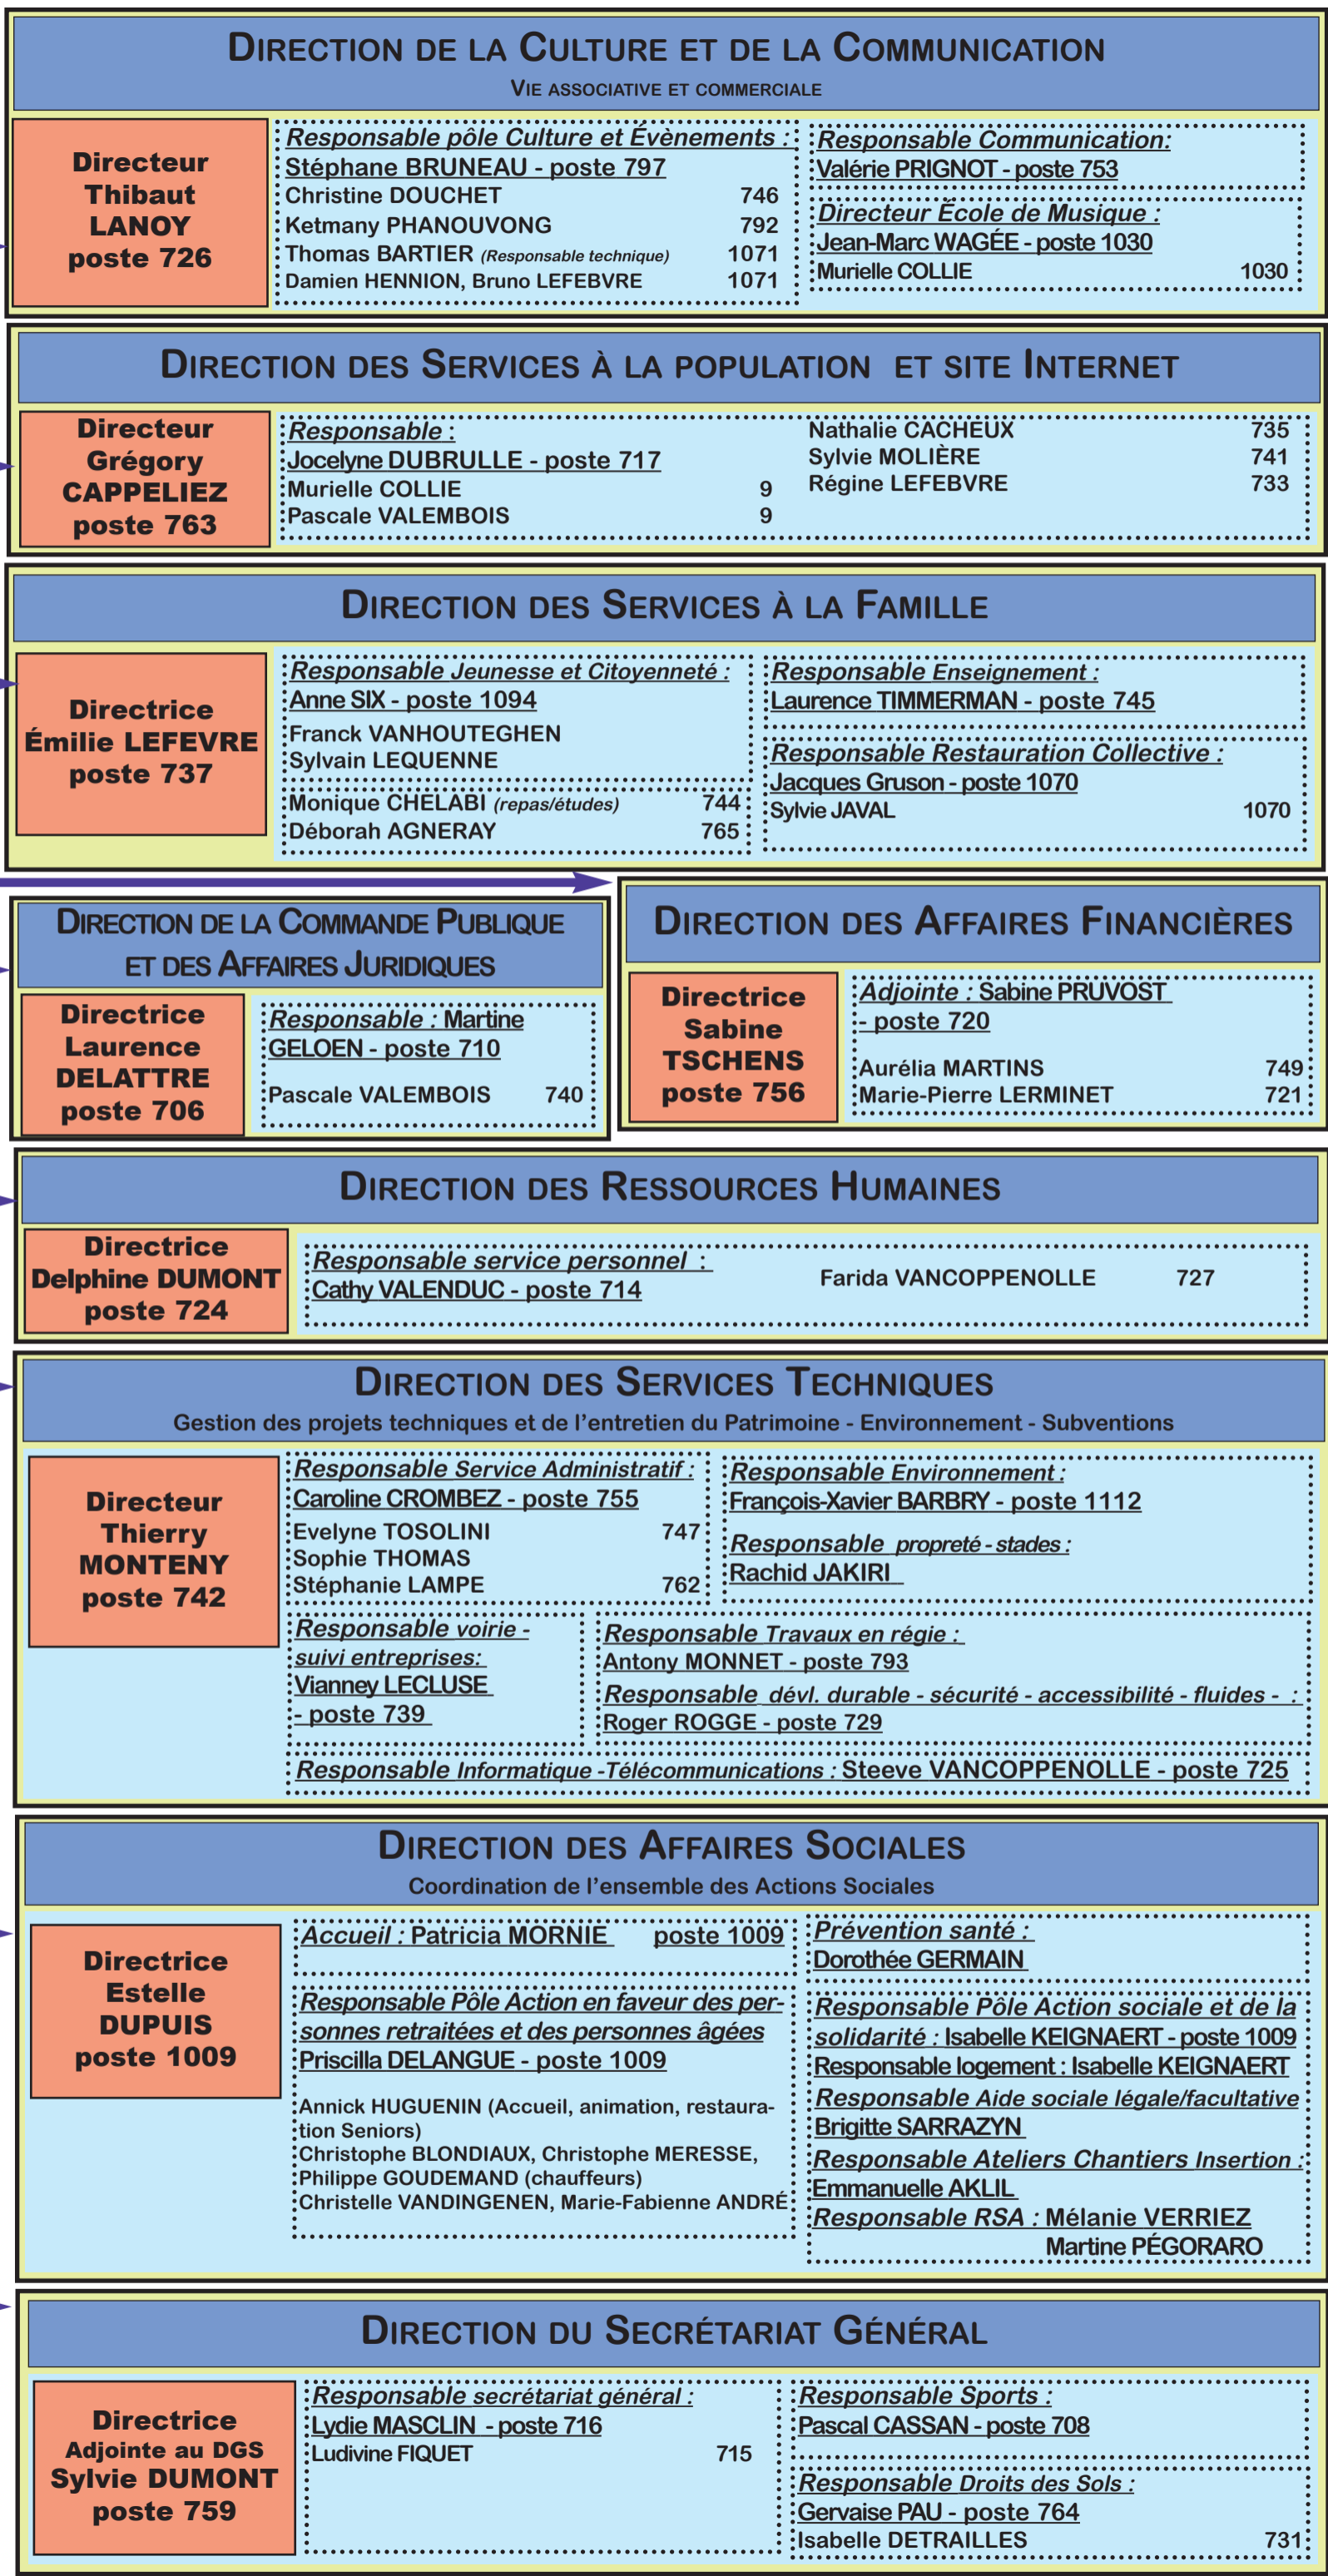 Direction de la Culture et de la Communication
Vie associative et commerciale
Directeur
Thibaut
LANOY
poste 726
Responsable pôle Culture et Évènements :
Stéphane BRUNEAU - poste 797
Christine DOUCHET 746
Ketmany PHANOUVONG 792
Thomas BARTIER (Responsable technique) 1071
Damien HENNION, Bruno LEFEBVRE 1071
Responsable Communication:
Valérie PRIGNOT - poste 753
Directeur École de Musique :
Jean-Marc WAGÉE - poste 1030
Murielle COLLIE 1030
Direction des Services à la population et site Internet
Directeur
Grégory
CAPPELIEZ
poste 763
Responsable :
Jocelyne DUBRULLE - poste 717
Murielle COLLIE 9
Pascale VALEMBOIS 9
Nathalie CACHEUX 735
Sylvie MOLIÈRE 741
Régine LEFEBVRE 733
Direction des Services à la Famille
Directrice
Émilie LEFEVRE
poste 737
Responsable Jeunesse et Citoyenneté :
Anne SIX - poste 1094
Franck VANHOUTEGHEN
Sylvain LEQUENNE
Monique CHELABI (repas/études) 744
Déborah AGNERAY 765
Responsable Enseignement :
Laurence TIMMERMAN - poste 745
Responsable Restauration Collective :
Jacques Gruson - poste 1070
Sylvie JAVAL 1070
Direction de la Commande Publique
et des Affaires Juridiques
Directrice
Laurence
DELATTRE
poste 706
Responsable : Martine
GELOEN - poste 710
Pascale VALEMBOIS 740
Direction des Affaires Financières
Directrice
Sabine
TSCHENS
poste 756
Adjointe : Sabine PRUVOST
- poste 720
Aurélia MARTINS 749
Marie-Pierre LERMINET 721
Direction des Ressources Humaines
Directrice
Delphine DUMONT
poste 724
Responsable service personnel :
Cathy VALENDUC - poste 714
Farida VANCOPPENOLLE 727
Direction des Services Techniques
Gestion des projets techniques et de l'entretien du Patrimoine - Environnement - Subventions
Directeur
Thierry
MONTENY
poste 742
Responsable Service Administratif :
Caroline CROMBEZ - poste 755
Evelyne TOSOLINI 747
Sophie THOMAS
Stéphanie LAMPE 762
Responsable Environnement :
François-Xavier BARBRY - poste 1112
Responsable propreté - stades :
Rachid JAKIRI
Responsable voirie -
suivi entreprises:
Vianney LECLUSE
- poste 739
Responsable Travaux en régie :
Antony MONNET - poste 793
Responsable dévl. durable - sécurité - accessibilité - fluides - :
Roger ROGGE - poste 729
Responsable Informatique -Télécommunications : Steeve VANCOPPENOLLE - poste 725
Direction des Affaires Sociales
Coordination de l'ensemble des Actions Sociales
Directrice
Estelle
DUPUIS
poste 1009
Accueil : Patricia MORNIE poste 1009
Responsable Pôle Action en faveur des per-
sonnes retraitées et des personnes âgées
Priscilla DELANGUE - poste 1009
Annick HUGUENIN (Accueil, animation, restaura-
tion Seniors)
Christophe BLONDIAUX, Christophe MERESSE,
Philippe GOUDEMAND (chauffeurs)
Christelle VANDINGENEN, Marie-Fabienne ANDRÉ
Prévention santé :
Dorothée GERMAIN
Responsable Pôle Action sociale et de la
solidarité : Isabelle KEIGNAERT - poste 1009
Responsable logement : Isabelle KEIGNAERT
Responsable Aide sociale légale/facultative
Brigitte SARRAZYN
Responsable Ateliers Chantiers Insertion :
Emmanuelle AKLIL
Responsable RSA : Mélanie VERRIEZ
Martine PÉGORARO
Direction du Secrétariat Général
Directrice
Adjointe au DGS
Sylvie DUMONT
poste 759
Responsable secrétariat général :
Lydie MASCLIN - poste 716
Ludivine FIQUET 715
Responsable Sports :
Pascal CASSAN - poste 708
Responsable Droits des Sols :
Gervaise PAU - poste 764
Isabelle DETRAILLES 731